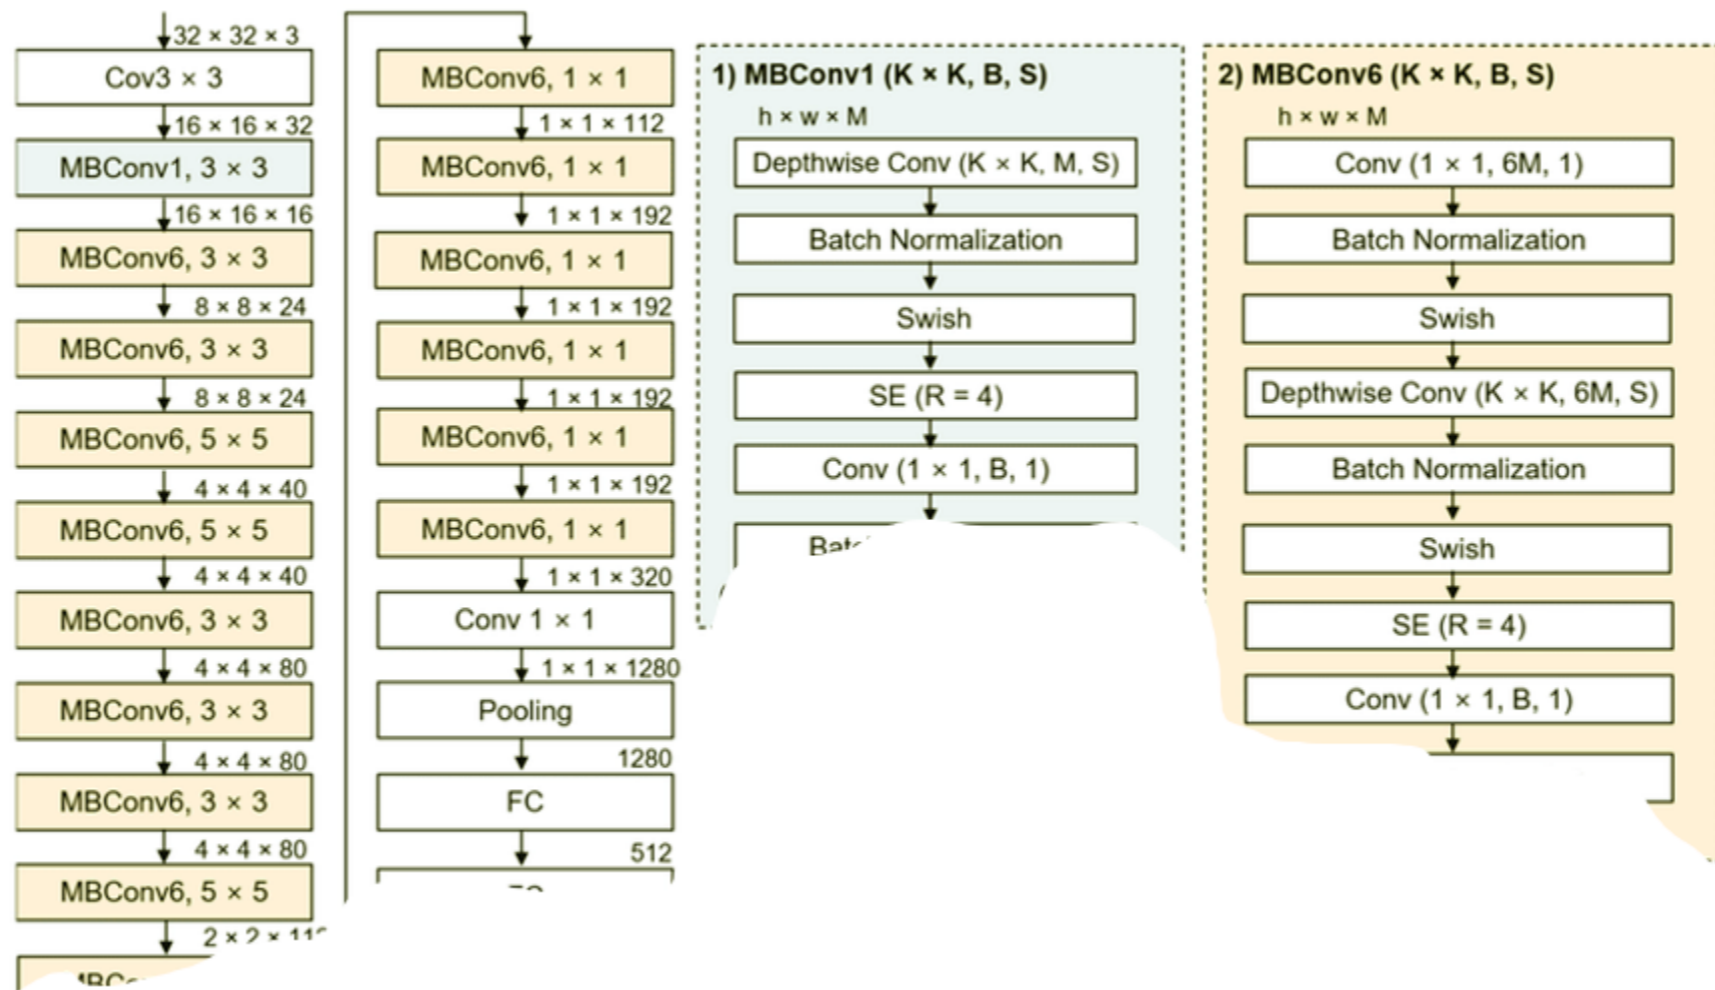 32 × 32 × 3
Cov3 × 3
16 × 16 × 32
MBConv1, 3 × 3
16 × 16 × 16
MBConv6, 3 × 3
8 × 8 × 24
MBConv6, 3 × 3
8 × 8 × 24
MBConv6, 5 × 5
4 × 4 × 40
MBConv6, 5 × 5
4 × 4 × 40
MBConv6, 3 × 3
4 × 4 × 80
MBConv6, 3 × 3
4 × 4 × 80
MBConv6, 3 × 3
4 × 4 × 80
MBConv6, 5 × 5
2 × 2 ×
MBConv6, 1 × 1
1 × 1 × 112
MBConv6, 1 × 1
1 × 1 × 192
MBConv6, 1 × 1
1 × 1 × 192
MBConv6, 1 × 1
1 × 1 × 192
MBConv6, 1 × 1
1 × 1 × 192
MBConv6, 1 × 1
1 × 1 × 320
Conv 1 × 1
1 × 1 × 1280
Pooling
1280
FC
512
1) MBConv1 (K × K, B, S)
h × w × M
Depthwise Conv (K × K, M, S)
Batch Normalization
Swish
SE (R = 4)
Conv (1 × 1, B, 1)
2) MBConv6 (K × K, B, S)
h × w × M
Conv (1 × 1, 6M, 1)
Batch Normalization
Swish
Depthwise Conv (K × K, 6M, S)
Batch Normalization
Swish
SE (R = 4)
Conv (1 × 1, B, 1)